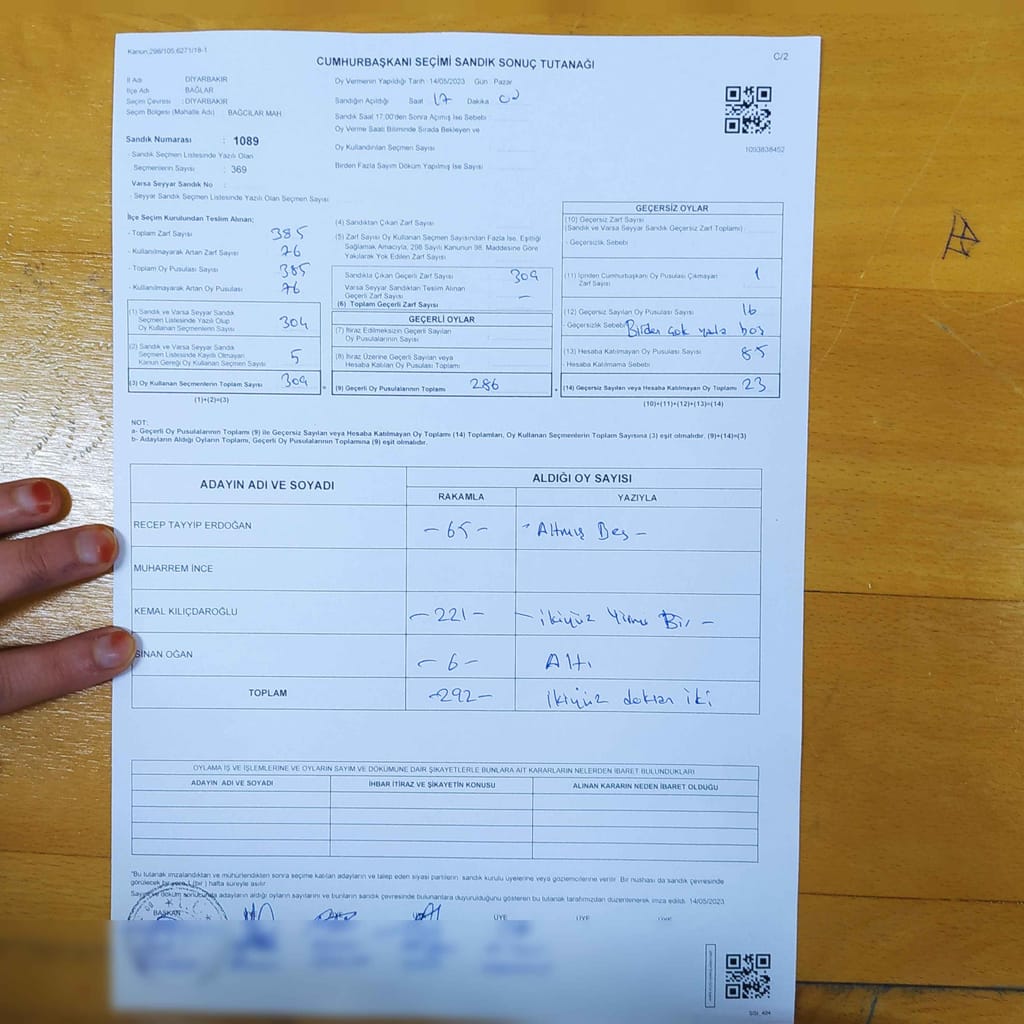 Kanun:298/105,6271/18-1
C/2
CUMHURBAŞKANI SEÇİMİ SANDIK SONUÇ TUTANAĞI
İl Adı : DİYARBAKIR
İlçe Adı : BAĞLAR
Seçim Çevresi : DİYARBAKIR
Seçim Bölgesi (Mahalle Adı) : BAĞCILAR MAH.
Oy Vermenin Yapıldığı Tarih : 14/05/2023 Gün : Pazar
Sandığın Açıldığı Saat 17 Dakika 00
Sandık Saat 17.00'den Sonra Açılmış İse Sebebi
Oy Verme Saati Bitiminde Sırada Bekleyen ve
Oy Kullandırılan Seçmen Sayısı
Birden Fazla Sayım Döküm Yapılmış İse Sayısı
1093838452
Sandık Numarası : 1089
- Sandık Seçmen Listesinde Yazılı Olan
Seçmenlerin Sayısı : 369
Varsa Seyyar Sandık No :
- Seyyar Sandık Seçmen Listesinde Yazılı Olan Seçmen Sayısı
İlçe Seçim Kurulundan Teslim Alınan;
- Toplam Zarf Sayısı 385
- Kullanılmayarak Artan Zarf Sayısı 76
- Toplam Oy Pusulası Sayısı 385
- Kullanılmayarak Artan Oy Pusulası 76
(1) Sandık ve Varsa Seyyar Sandık
Seçmen Listesinde Yazılı Olup
Oy Kullanan Seçmenlerin Sayısı 304
(2) Sandık ve Varsa Seyyar Sandık
Seçmen Listesinde Kayıtlı Olmayan
Kanun Gereği Oy Kullanan Seçmen Sayısı 5
(3) Oy Kullanan Seçmenlerin Toplam Sayısı 309
(1)+(2)=(3)
(4) Sandıktan Çıkan Zarf Sayısı
(5) Zarf Sayısı Oy Kullanan Seçmen Sayısından Fazla İse, Eşitliği
Sağlamak Amacıyla, 298 Sayılı Kanunun 98. Maddesine Göre
Yakılarak Yok Edilen Zarf Sayısı
Sandıkta Çıkan Geçerli Zarf Sayısı 309
Varsa Seyyar Sandıktan Teslim Alınan
Geçerli Zarf Sayısı –
(6) Toplam Geçerli Zarf Sayısı
GEÇERLİ OYLAR
(7) İtiraz Edilmeksizin Geçerli Sayılan
Oy Pusulalarının Sayısı
(8) İtiraz Üzerine Geçerli Sayılan veya
Hesaba Katılan Oy Pusulası Toplamı
(9) Geçerli Oy Pusulalarının Toplamı 286
GEÇERSİZ OYLAR
(10) Geçersiz Zarf Sayısı
(Sandık ve Varsa Seyyar Sandık Geçersiz Zarf Toplamı)
- Geçersizlik Sebebi
(11) İçinden Cumhurbaşkanı Oy Pusulası Çıkmayan
Zarf Sayısı 1
(12) Geçersiz Sayılan Oy Pusulası Sayısı 16
- Geçersizlik Sebebi Birden çok boş
(13) Hesaba Katılmayan Oy Pusulası Sayısı
- Hesaba Katılmama Sebebi
(14) Geçersiz Sayılan veya Hesaba Katılmayan Oy Toplamı 23
(10)+(11)+(12)+(13)=(14)
NOT:
a- Geçerli Oy Pusulalarının Toplamı (9) ile Geçersiz Sayılan veya Hesaba Katılmayan Oy Toplamı (14) Toplamları, Oy Kullanan Seçmenlerin Toplam Sayısına (3) eşit olmalıdır. (9)+(14)=(3)
b- Adayların Aldığı Oyların Toplamı, Geçerli Oy Pusulalarının Toplamına (9) eşit olmalıdır.
ADAYIN ADI VE SOYADI
ALDIĞI OY SAYISI
RAKAMLA YAZIYLA
RECEP TAYYİP ERDOĞAN – 65 – – Altmış Beş –
MUHARREM İNCE
KEMAL KILIÇDAROĞLU – 221 – – ikiyüz Yirmi Bir –
SİNAN OĞAN – 6 – Altı
TOPLAM – 292 – ikiyüz doksan iki
OYLAMA İŞ VE İŞLEMLERİNE VE OYLARIN SAYIM VE DÖKÜMÜNE DAİR ŞİKAYETLERLE BUNLARA AİT KARARLARIN NELERDEN İBARET BULUNDUKLARI
ADAYIN ADI VE SOYADI İHBAR İTİRAZ VE ŞİKAYETİN KONUSU ALINAN KARARIN NEDEN İBARET OLDUĞU
"Bu tutanak imzalandıktan ve mühürlendikten sonra seçime katılan adayların ve talep eden siyasi partilerin sandık kurulu üyelerine veya gözlemcilerine verilir. Bir nüshası da sandık çevresinde
görülecek bir yere 1 (bir) hafta süreyle asılır.
Sayım ve döküm sonucunda adayların aldığı oyların sayılarını ve bunların sandık çevresinde bulunanlara duyurulduğunu gösteren bu tutanak tarafımızdan düzenlenerek imza edildi. 14/05/2023
BAŞKAN ÜYE ÜYE ÜYE